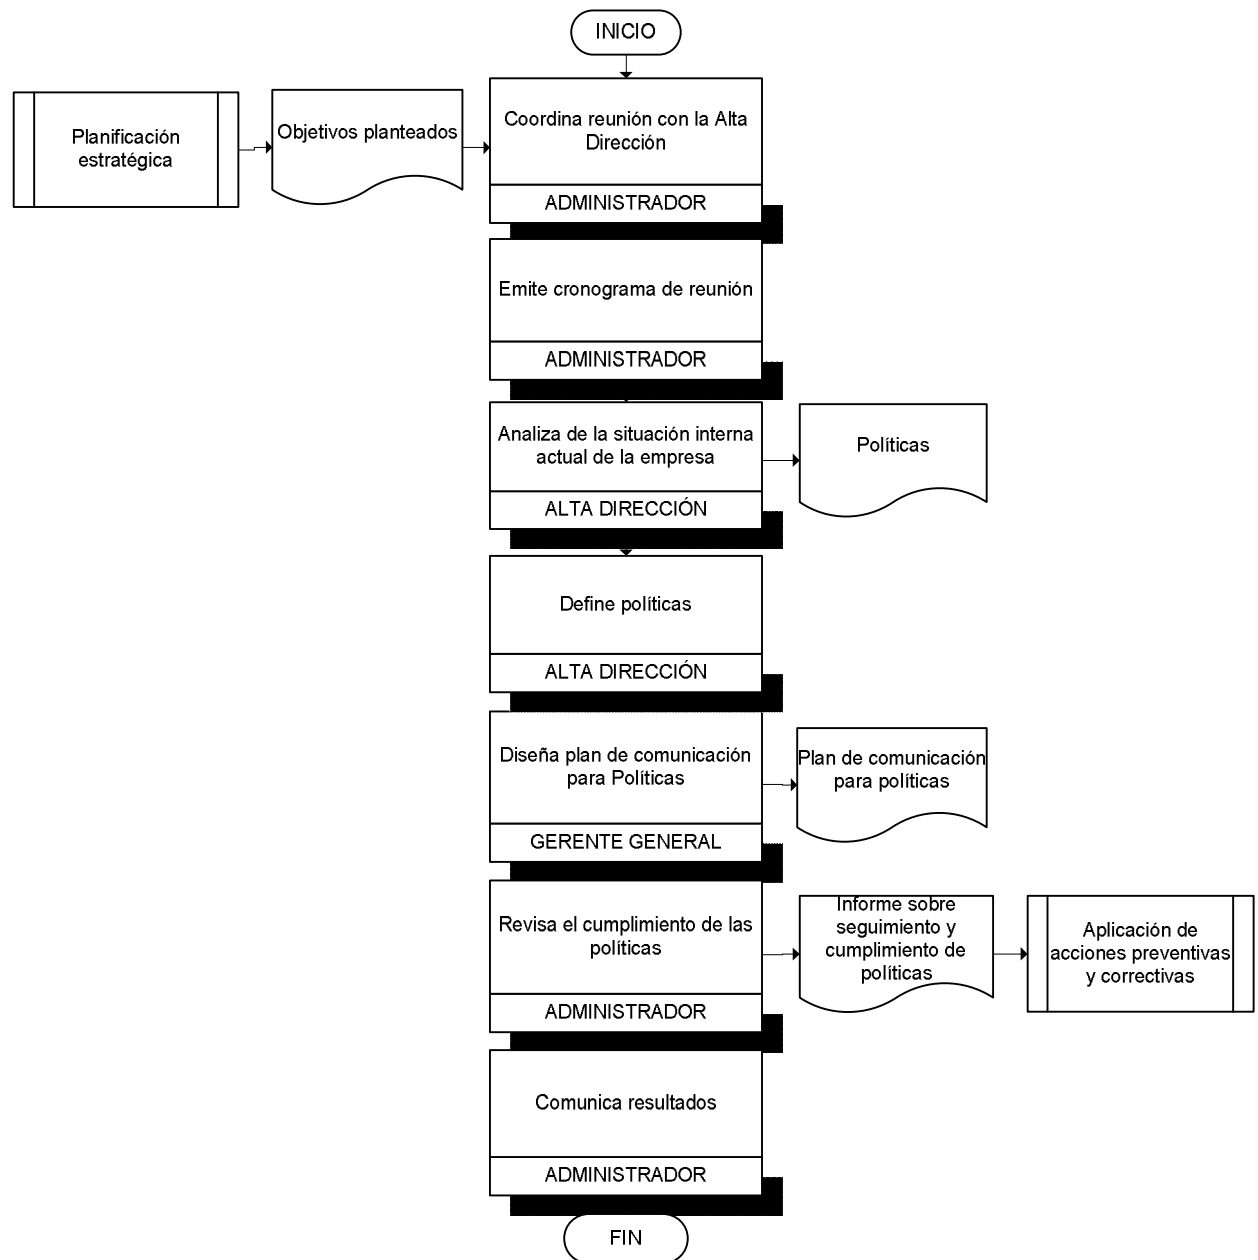 INICIO
Planificación
estratégica
Objetivos planteados
Coordina reunión con la Alta
Dirección
ADMINISTRADOR
Emite cronograma de reunión
ADMINISTRADOR
Analiza de la situación interna
actual de la empresa
ALTA DIRECCIÓN
Políticas
Define políticas
ALTA DIRECCIÓN
Diseña plan de comunicación
para Políticas
GERENTE GENERAL
Plan de comunicación
para políticas
Revisa el cumplimiento de las
políticas
ADMINISTRADOR
Informe sobre
seguimiento y
cumplimiento de
políticas
Aplicación de
acciones preventivas
y correctivas
Comunica resultados
ADMINISTRADOR
FIN